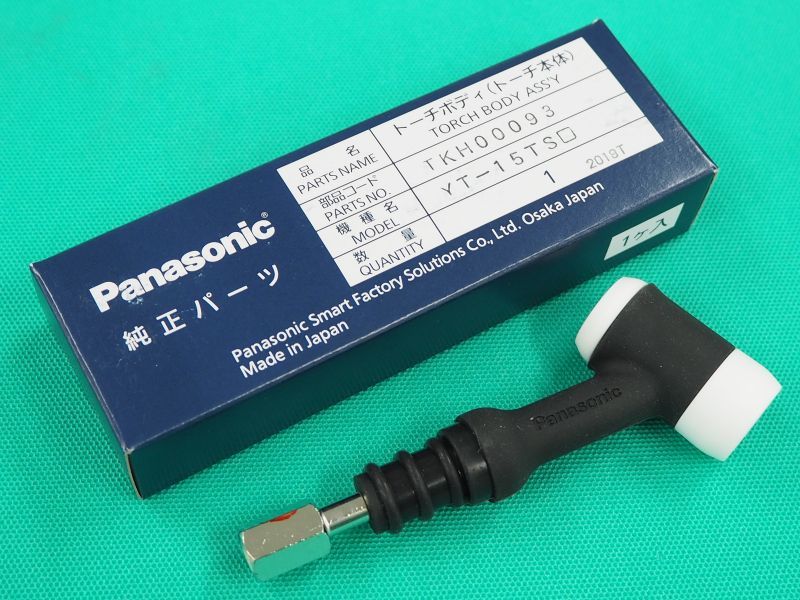 Panasonic®
純正パーツ
品 名 トーチボディ(トーチ本体)
PARTS NAME TORCH BODY ASS'Y
部品コード TKH00093
PARTS NO.
機 種 名 YT-15TS□
MODEL
数 量 1 2019T
QUANTITY
Panasonic Smart Factory Solutions Co., Ltd. Osaka Japan
Made in Japan
1ヶ入
Panasonic